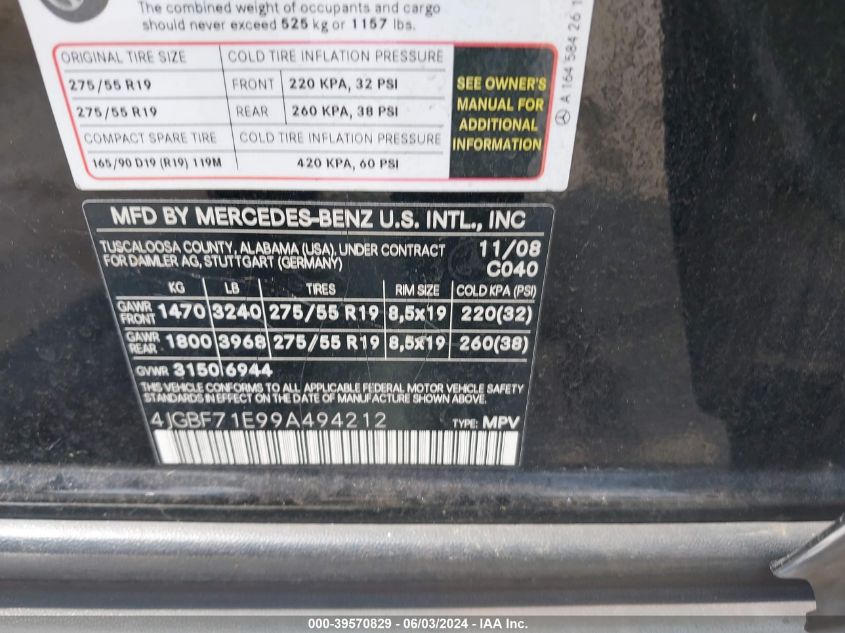 The combined weight of occupants and cargo
should never exceed 525 kg or 1157 lbs.
ORIGINAL TIRE SIZE COLD TIRE INFLATION PRESSURE
275/55 R19 FRONT 220 KPA, 32 PSI
275/55 R19 REAR 260 KPA, 38 PSI
COMPACT SPARE TIRE COLD TIRE INFLATION PRESSURE
165/90 D19 (R19) 119M 420 KPA, 60 PSI
SEE OWNER'S
MANUAL FOR
ADDITIONAL
INFORMATION
A 164 584 26 1
MFD BY MERCEDES-BENZ U.S. INTL., INC
TUSCALOOSA COUNTY, ALABAMA (USA), UNDER CONTRACT 11/08
FOR DAIMLER AG, STUTTGART (GERMANY) C040
KG LB TIRES RIM SIZE COLD KPA (PSI)
GAWR FRONT 1470 3240 275/55 R19 8,5x19 220(32)
GAWR REAR 1800 3968 275/55 R19 8,5x19 260(38)
GVWR 3150 6944
THIS VEHICLE CONFORMS TO ALL APPLICABLE FEDERAL MOTOR VEHICLE SAFETY
STANDARDS IN EFFECT ON THE DATE OF MANUFACTURE SHOWN ABOVE.
4JGBF71E99A494212 TYPE: MPV
000-39570829 - 06/03/2024 - IAA Inc.